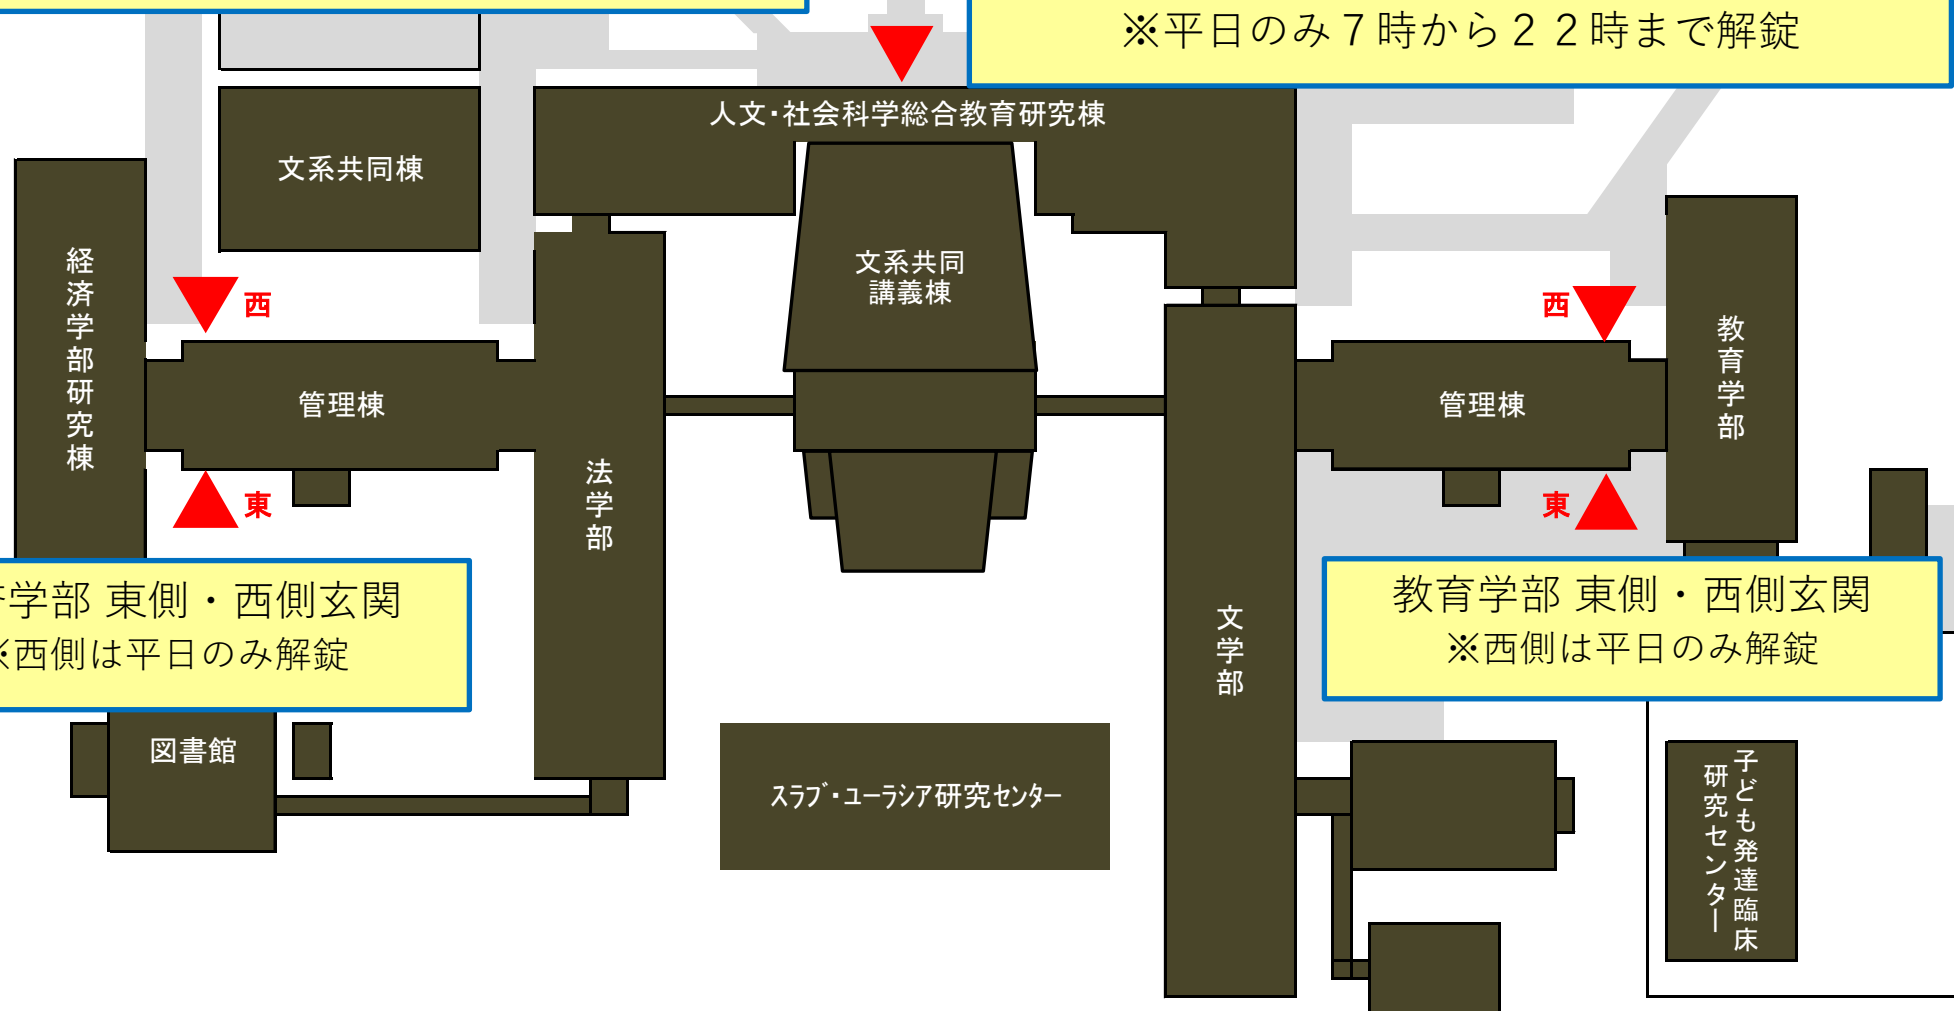 ※平日のみ７時から２２時まで解錠
人文・社会科学総合教育研究棟
文系共同棟
経済学部研究棟
文系共同
講義棟
西
西
教育学部
管理棟
管理棟
法学部
東
東
学部 東側・西側玄関
※西側は平日のみ解錠
教育学部 東側・西側玄関
※西側は平日のみ解錠
文学部
図書館
スラブ・ユーラシア研究センター
子ども発達臨床
研究センター